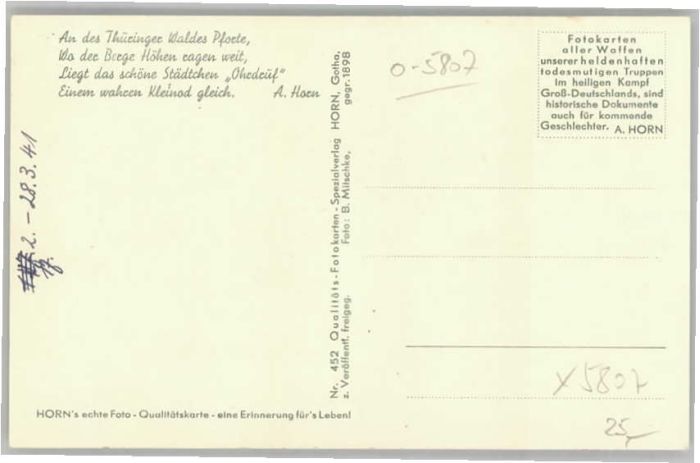 An des Thüringer Waldes Pforte,
Wo der Berge Höhen ragen weit,
Liegt das schöne Städtchen „Ohrdruf"
Einem wahren Kleinod gleich. A. Horn
17. 2. - 28. 3. 41
HORN's echte Foto - Qualitätskarte - eine Erinnerung für's Leben!
Nr. 452 Qualitäts-Fotokarten-Spezialverlag HORN, Gotha,
z. Veröffentl. freigeg. Foto: B. Mitschke, gegr. 1898
0-5807
Fotokarten
aller Waffen
unserer heldenhaften
todesmutigen Truppen
im heiligen Kampf
Groß-Deutschlands, sind
historische Dokumente
auch für kommende
Geschlechter. A. HORN
X5807
25,-